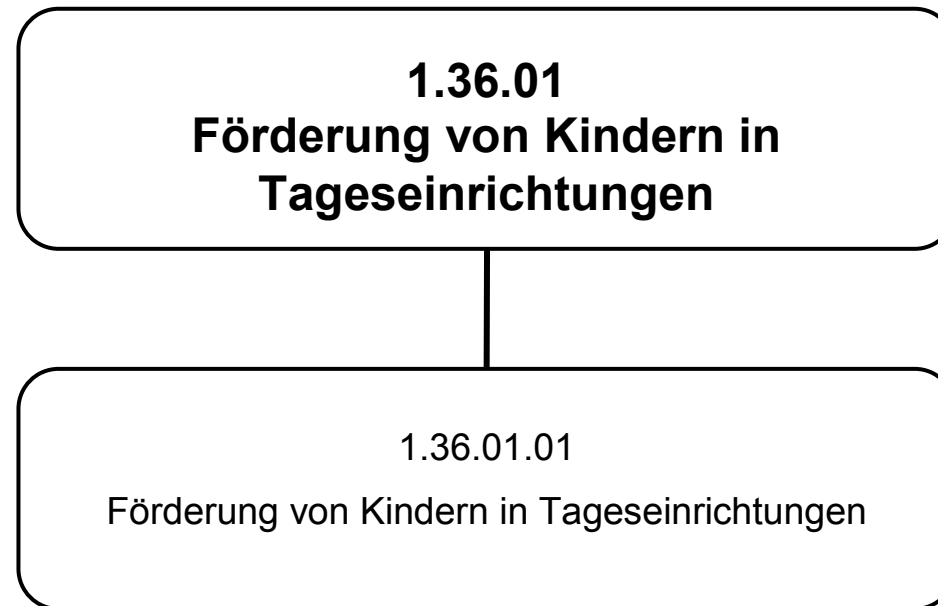 1.36.01
Förderung von Kindern in
Tageseinrichtungen
1.36.01.01
Förderung von Kindern in Tageseinrichtungen